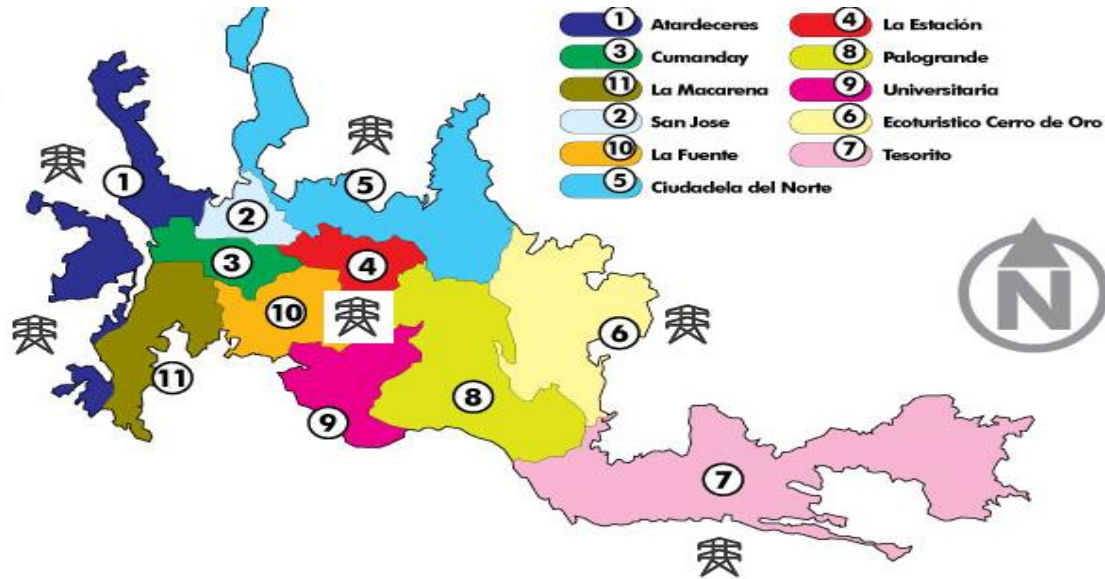 1 Atardeceres
3 Cumanday
11 La Macarena
2 San Jose
10 La Fuente
5 Ciudadela del Norte
4 La Estación
8 Palogrande
9 Universitaria
6 Ecoturistico Cerro de Oro
7 Tesorito
1
2
5
3
4
10
11
9
8
6
7
N